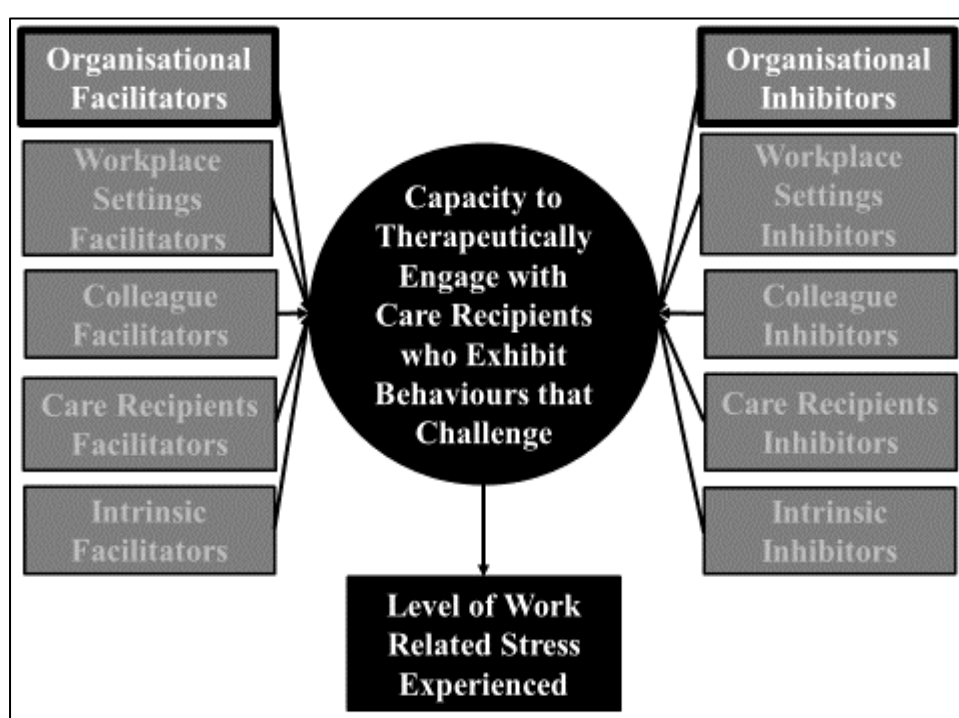 Organisational
Facilitators
Workplace
Settings
Facilitators
Colleague
Facilitators
Care Recipients
Facilitators
Intrinsic
Facilitators
Capacity to
Therapeutically
Engage with
Care Recipients
who Exhibit
Behaviours that
Challenge
Level of Work
Related Stress
Experienced
Organisational
Inhibitors
Workplace
Settings
Inhibitors
Colleague
Inhibitors
Care Recipients
Inhibitors
Intrinsic
Inhibitors